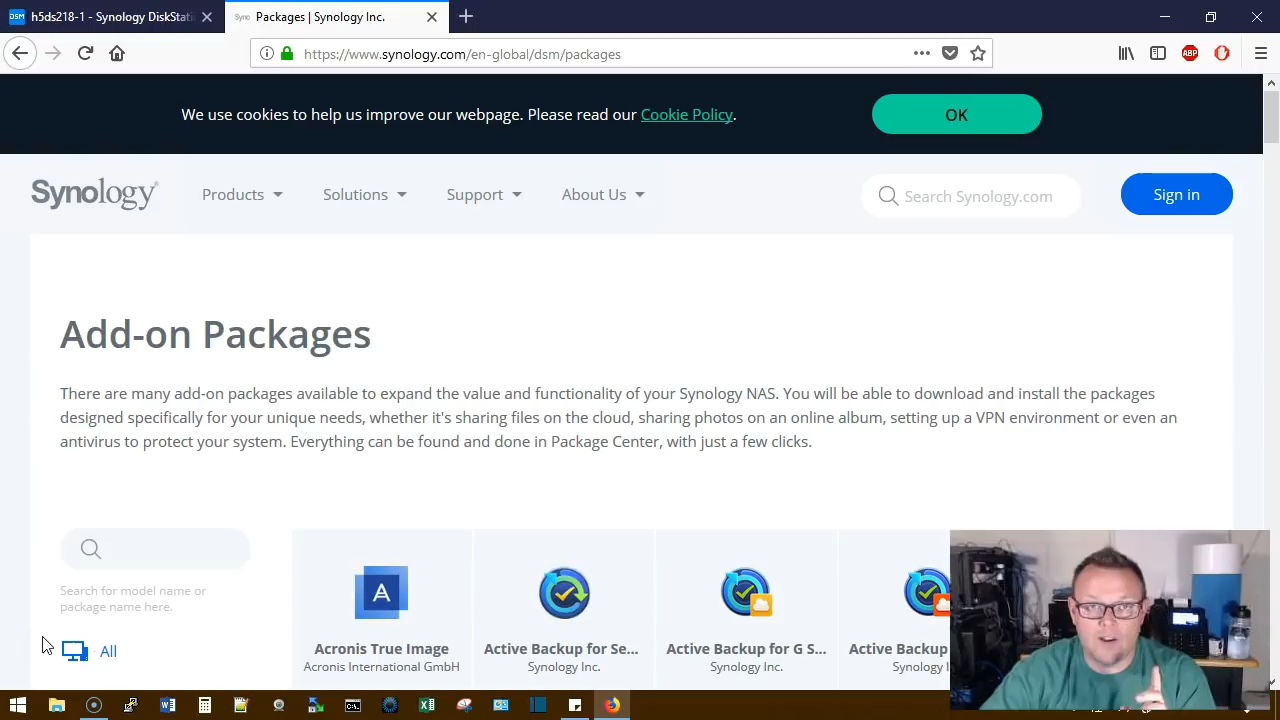 h5ds218-1 - Synology DiskStati
Packages | Synology Inc.
https://www.synology.com/en-global/dsm/packages
ABP
We use cookies to help us improve our webpage. Please read our Cookie Policy.
OK
Synology
Products
Solutions
Support
About Us
Search Synology.com
Sign in
Add-on Packages
There are many add-on packages available to expand the value and functionality of your Synology NAS. You will be able to download and install the packages
designed specifically for your unique needs, whether it's sharing files on the cloud, sharing photos on an online album, setting up a VPN environment or even an
antivirus to protect your system. Everything can be found and done in Package Center, with just a few clicks.
Search for model name or
package name here.
All
A
Acronis True Image
Acronis International GmbH
Active Backup for Se...
Synology Inc.
Active Backup for G S...
Synology Inc.
Active Backup
Synology I